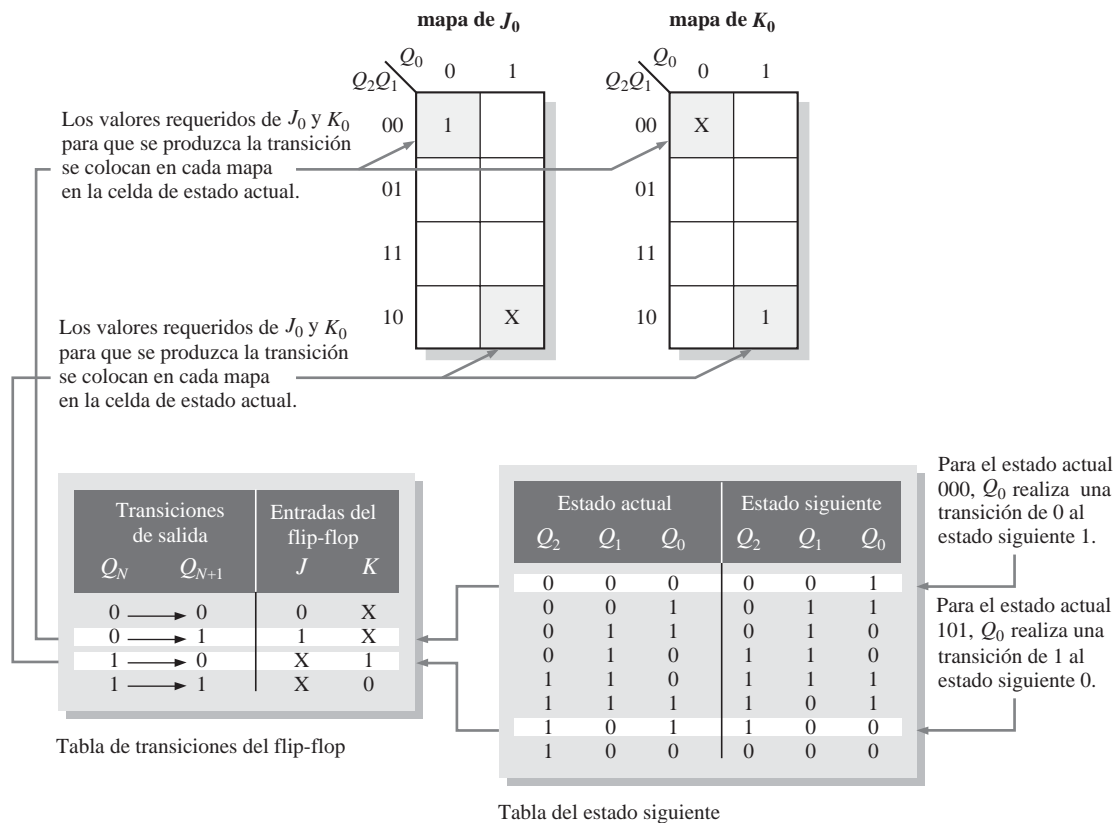 mapa de J0
mapa de K0
Q0
Q2Q1
0 1
00 1
01
11
10 X
Q0
Q2Q1
0 1
00 X
01
11
10 1
Los valores requeridos de J0 y K0
para que se produzca la transición
se colocan en cada mapa
en la celda de estado actual.
Los valores requeridos de J0 y K0
para que se produzca la transición
se colocan en cada mapa
en la celda de estado actual.
Transiciones
de salida
Entradas del
flip-flop
QN QN+1 J K
0 0 0 X
0 1 1 X
1 0 X 1
1 1 X 0
Tabla de transiciones del flip-flop
Estado actual Estado siguiente
Q2 Q1 Q0 Q2 Q1 Q0
0 0 0 0 0 1
0 0 1 0 1 1
0 1 1 0 1 0
0 1 0 1 1 0
1 1 0 1 1 1
1 1 1 1 0 1
1 0 1 1 0 0
1 0 0 0 0 0
Tabla del estado siguiente
Para el estado actual
000, Q0 realiza una
transición de 0 al
estado siguiente 1.
Para el estado actual
101, Q0 realiza una
transición de 1 al
estado siguiente 0.